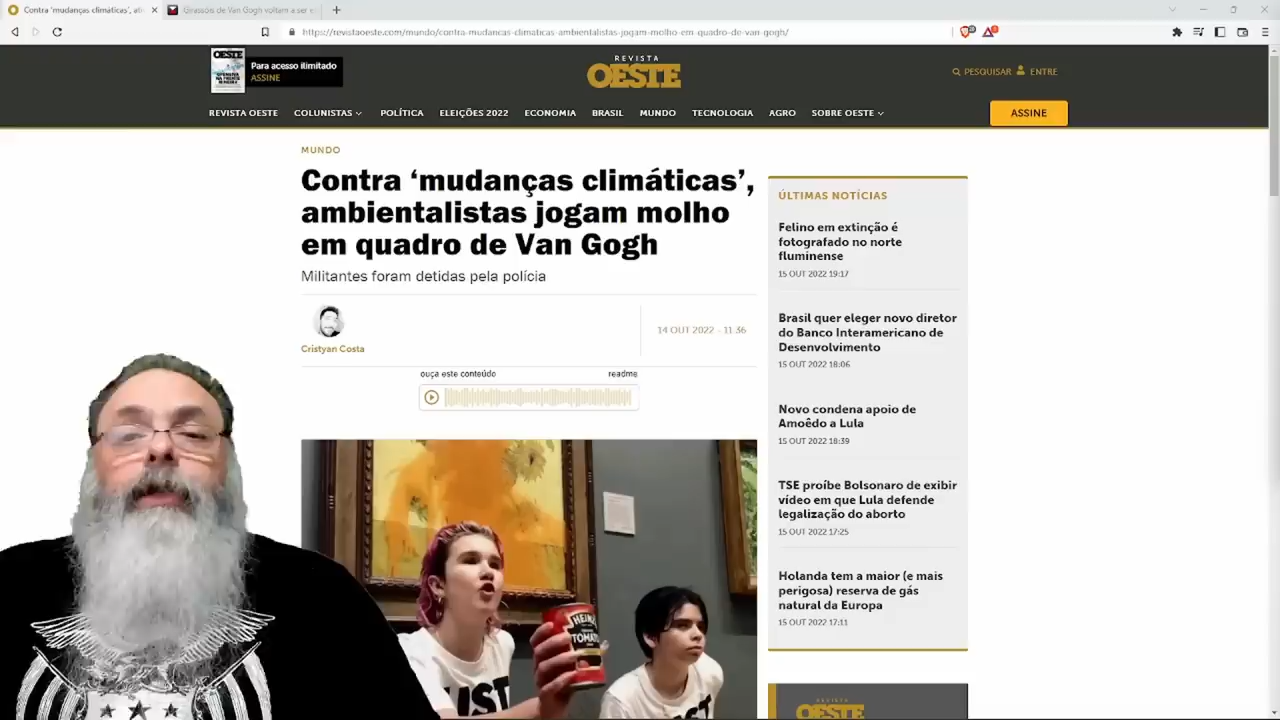 Contra 'mudanças climáticas', ati
Girassóis de Van Gogh voltam a ser e
https://revistaoeste.com/mundo/contra-mudancas-climaticas-ambientalistas-jogam-molho-em-quadro-de-van-gogh/
OESTE
Para acesso ilimitado
ASSINE
REVISTA
OESTE
PESQUISAR
ENTRE
REVISTA OESTE
COLUNISTAS
POLÍTICA
ELEIÇÕES 2022
ECONOMIA
BRASIL
MUNDO
TECNOLOGIA
AGRO
SOBRE OESTE
ASSINE
MUNDO
Contra ‘mudanças climáticas’,
ambientalistas jogam molho
em quadro de Van Gogh
Militantes foram detidas pela polícia
Cristyan Costa
14 OUT 2022 - 11:36
ouça este conteúdo
readme
HEINZ
TOMATO
JUST
ÚLTIMAS NOTÍCIAS
Felino em extinção é
fotografado no norte
fluminense
15 OUT 2022 19:17
Brasil quer eleger novo diretor
do Banco Interamericano de
Desenvolvimento
15 OUT 2022 18:06
Novo condena apoio de
Amoêdo a Lula
15 OUT 2022 18:39
TSE proíbe Bolsonaro de exibir
vídeo em que Lula defende
legalização do aborto
15 OUT 2022 17:25
Holanda tem a maior (e mais
perigosa) reserva de gás
natural da Europa
15 OUT 2022 17:11
REVISTA
OESTE